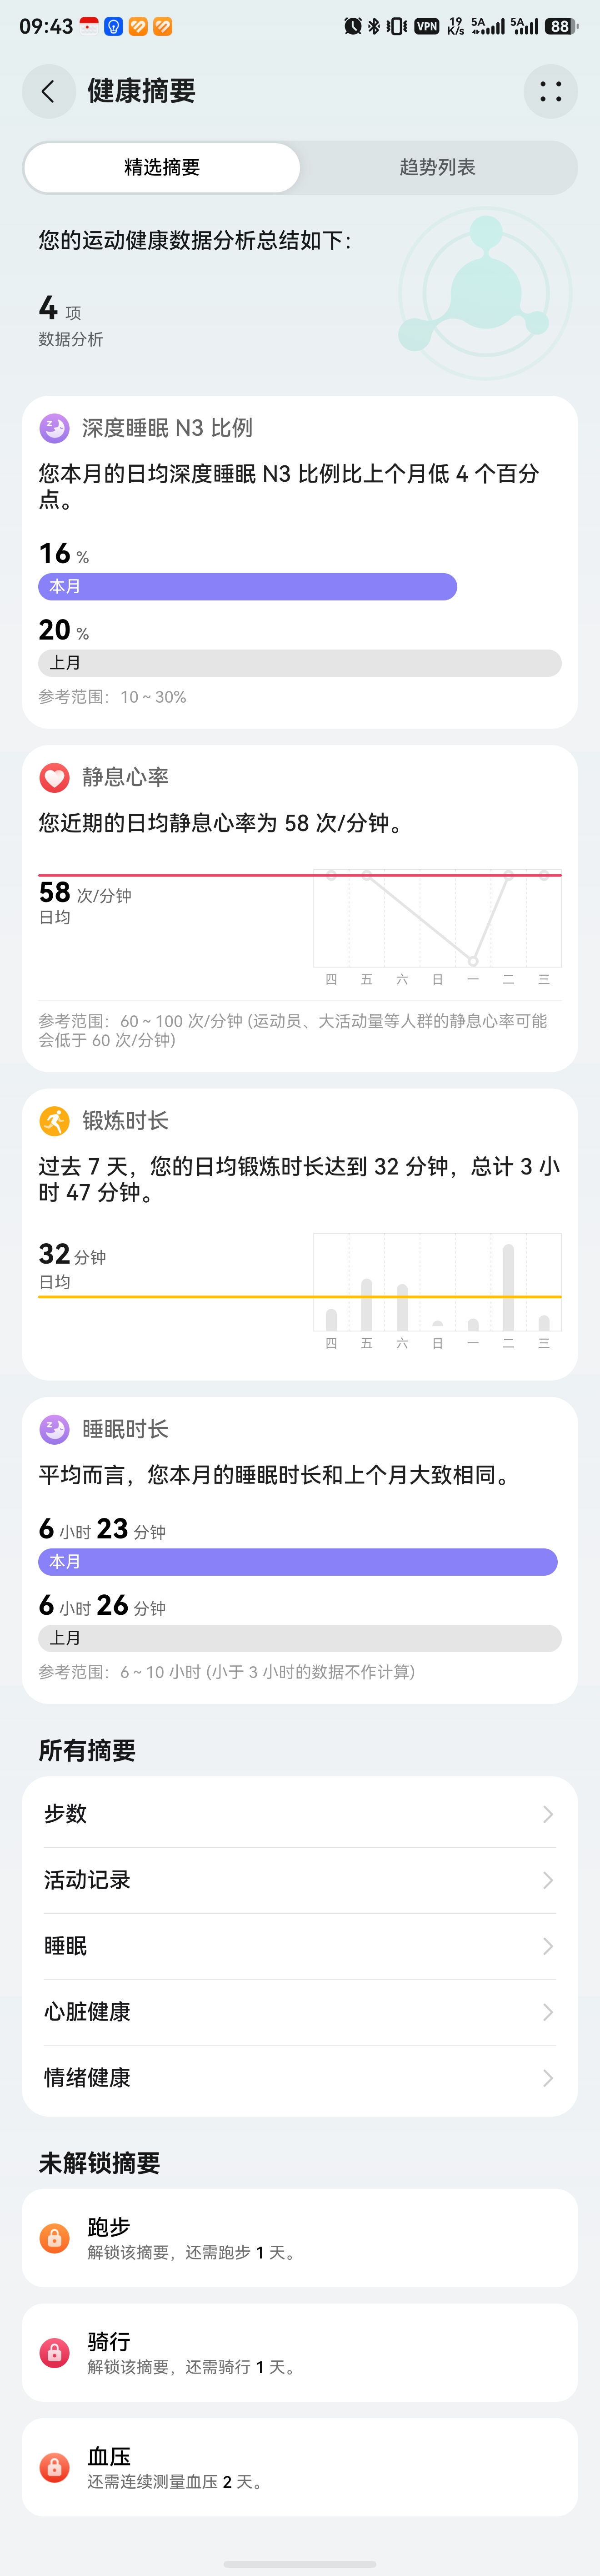 09:43
VPN
19
K/s
5A
5A
88
健康摘要
精选摘要
趋势列表
您的运动健康数据分析总结如下：
4 项
数据分析
深度睡眠 N3 比例
您本月的日均深度睡眠 N3 比例比上个月低 4 个百分
点。
16 %
本月
20 %
上月
参考范围：10 ~ 30%
静息心率
您近期的日均静息心率为 58 次/分钟。
58 次/分钟
日均
四 五 六 日 一 二 三
参考范围：60 ~ 100 次/分钟 (运动员、大活动量等人群的静息心率可能
会低于 60 次/分钟)
锻炼时长
过去 7 天，您的日均锻炼时长达到 32 分钟，总计 3 小
时 47 分钟。
32 分钟
日均
四 五 六 日 一 二 三
睡眠时长
平均而言，您本月的睡眠时长和上个月大致相同。
6 小时 23 分钟
本月
6 小时 26 分钟
上月
参考范围：6 ~ 10 小时 (小于 3 小时的数据不作计算)
所有摘要
步数
活动记录
睡眠
心脏健康
情绪健康
未解锁摘要
跑步
解锁该摘要，还需跑步 1 天。
骑行
解锁该摘要，还需骑行 1 天。
血压
还需连续测量血压 2 天。